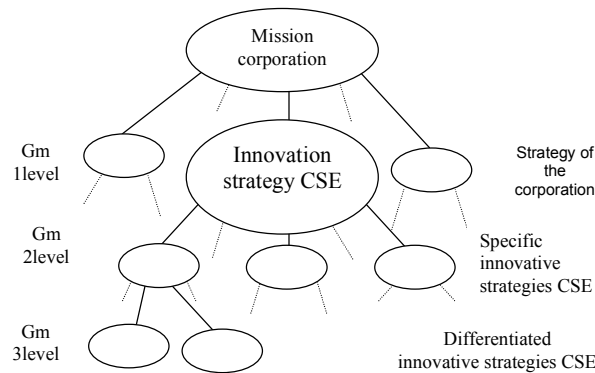 Mission
corporation
Gm
1level
Innovation
strategy CSE
Strategy of
the
corporation
Gm
2level
Specific
innovative
strategies CSE
Gm
3level
Differentiated
innovative strategies CSE